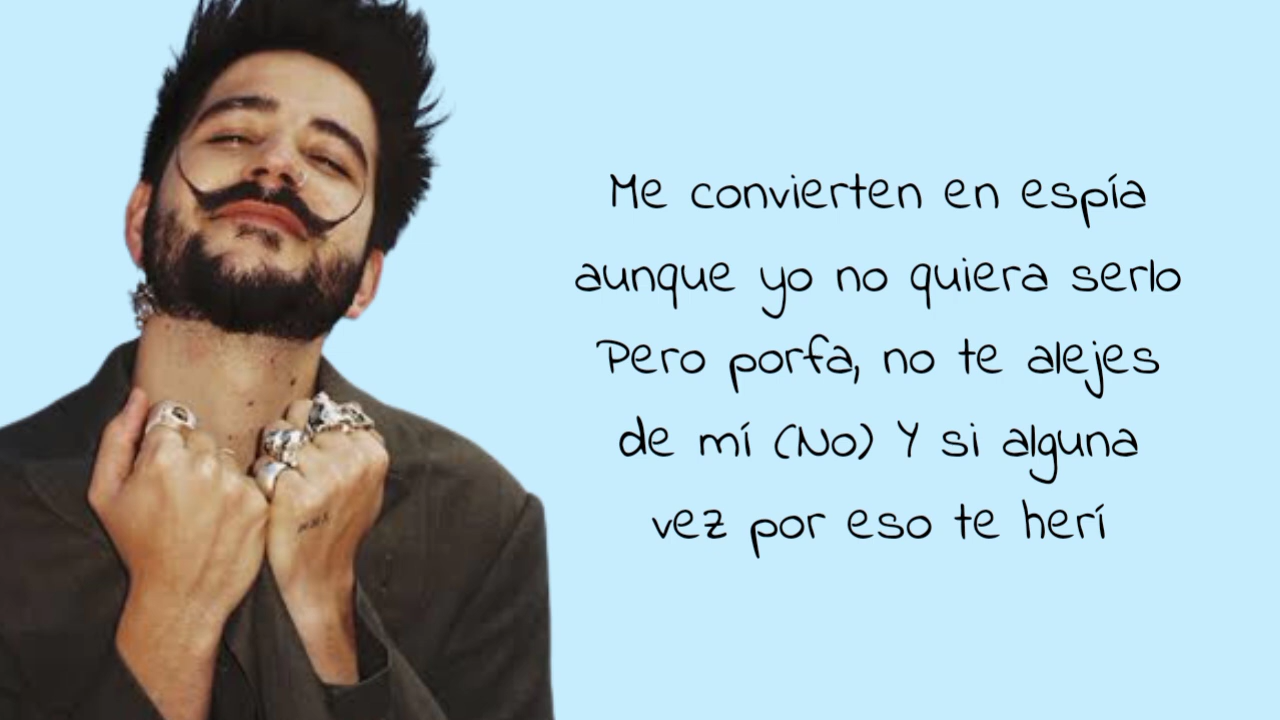 Me convierten en espía
aunque yo no quiera serlo
Pero porfa, no te alejes
de mí (No) Y si alguna
vez por eso te herí